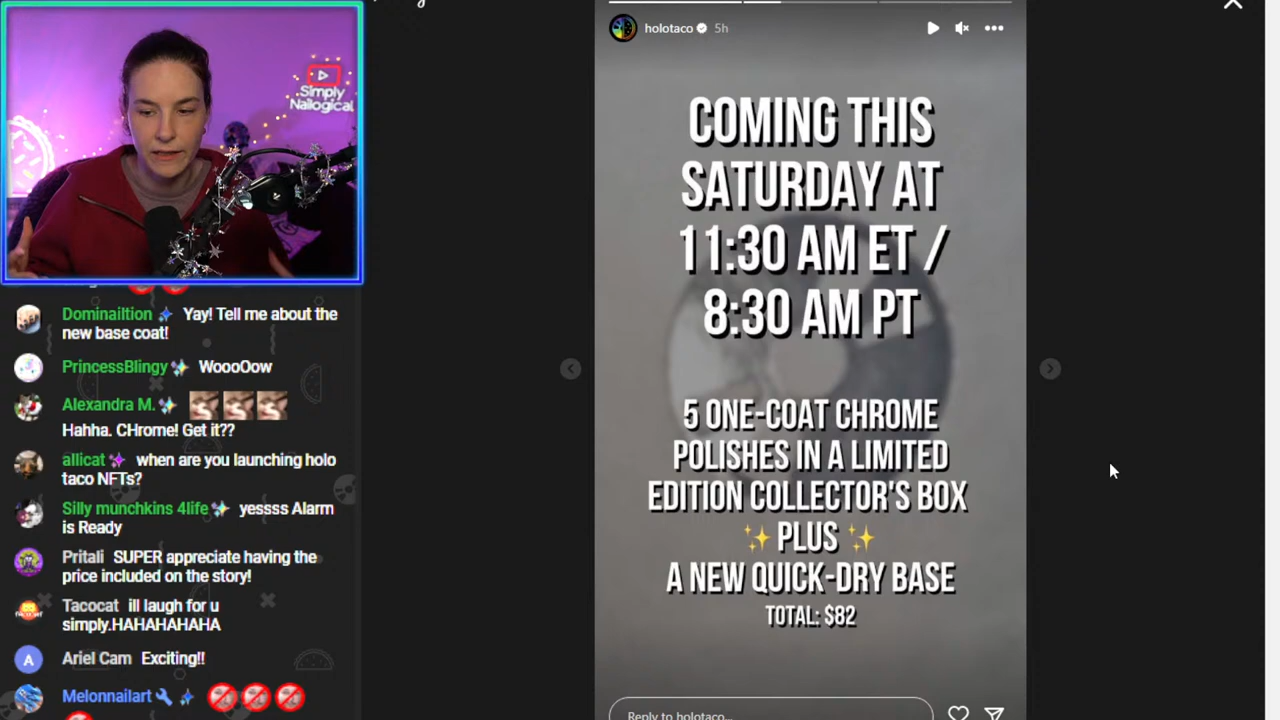 Simply
Nailogical
Dominailtion Yay! Tell me about the
new base coat!
PrincessBlingy WoooOow
Alexandra M.
Hahha. CHrome! Get it??
allicat when are you launching holo
taco NFTs?
Silly munchkins 4life yessss Alarm
is Ready
Pritali SUPER appreciate having the
price included on the story!
Tacocat ill laugh for u
simply.HAHAHAHAHA
A
Ariel Cam Exciting!!
Melonnailart
holotaco 5h
COMING THIS
SATURDAY AT
11:30 AM ET /
8:30 AM PT
5 ONE-COAT CHROME
POLISHES IN A LIMITED
EDITION COLLECTOR'S BOX
✨ PLUS ✨
A NEW QUICK-DRY BASE
TOTAL: $82
Reply to holotaco...